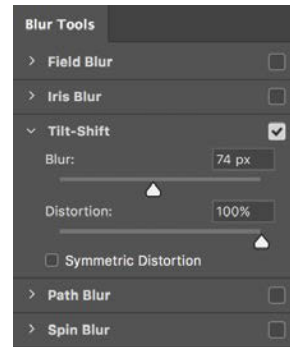 Blur Tools
Field Blur
Iris Blur
Tilt-Shift
Blur: 74 px
Distortion: 100%
Symmetric Distortion
Path Blur
Spin Blur